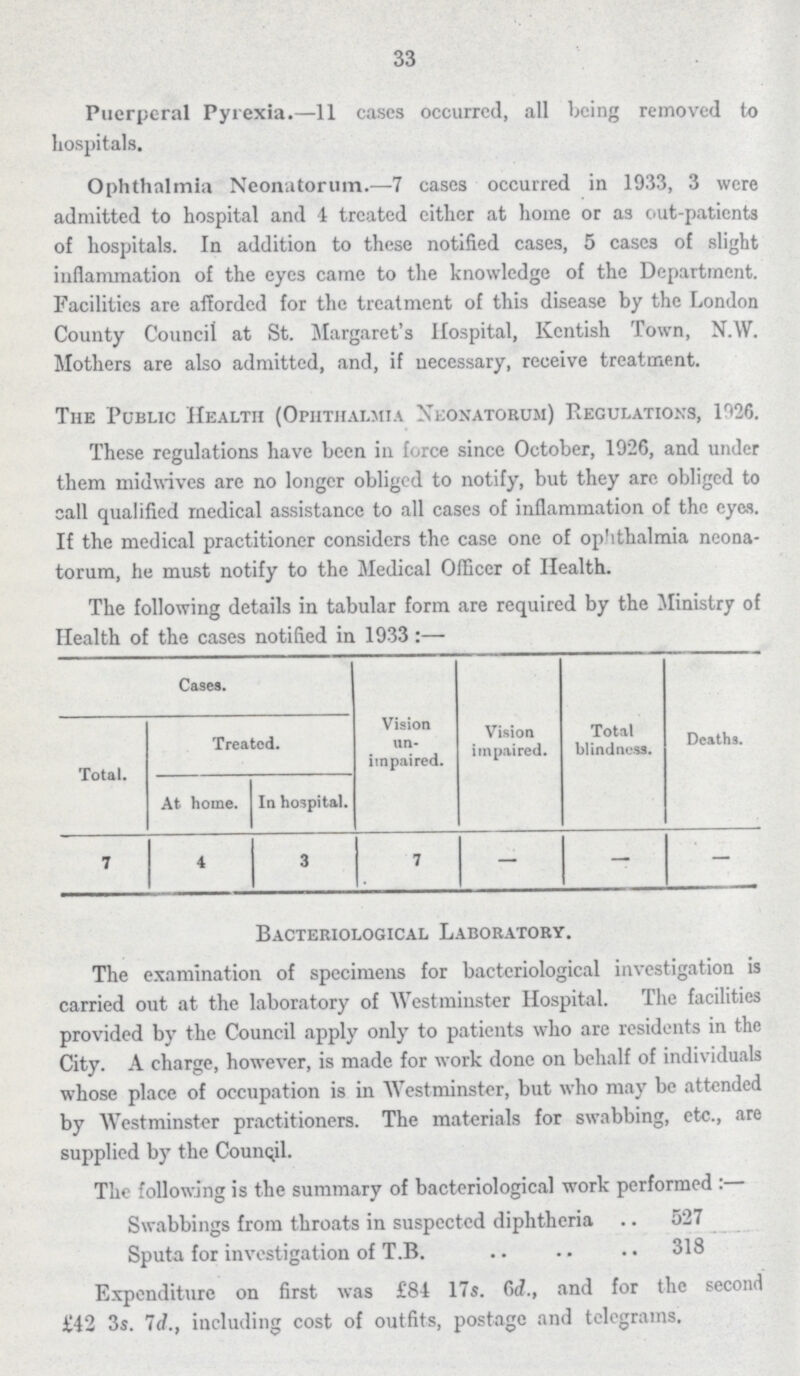 33
Puerperal Pyrexia.—11 cases occurred, all being removed to
hospitals.
Ophthalmia Neonatorum.—7 cases occurred in 1933, 3 were
admitted to hospital and 4 treated either at home or as out-patients
of hospitals. In addition to these notified cases, 5 cases of slight
inflammation of the eyes came to the knowledge of the Department.
Facilities are afforded for the treatment of this disease by the London
County Council at St. Margaret's Hospital, Kentish Town, N.W.
Mothers are also admitted, and, if necessary, receive treatment.
The Public Health (Ophthalmia Neonatorum) Regulations, 1926.
These regulations have been in force since October, 1926, and under
them midwives are no longer obliged to notify, but they are obliged to
call qualified medical assistance to all cases of inflammation of the eyes.
If the medical practitioner considers the case one of ophthalmia neona-
torum, he must notify to the Medical Officer of Health.
The following details in tabular form are required by the Ministry of
Health of the cases notified in 1933 :—
Cases.
Vision un-impaired.
Vision impaired.
Total blindness.
Deaths.
Total.
Treated.
At home. In hospital.
7 4 3 7 — — —
Bacteriological Laboratory.
The examination of specimens for bacteriological investigation is
carried out at the laboratory of Westminster Hospital. The facilities
provided by the Council apply only to patients who are residents in the
City. A charge, however, is made for work done on behalf of individuals
whose place of occupation is in Westminster, but who may be attended
by Westminster practitioners. The materials for swabbing, etc., are
supplied by the Council.
The following is the summary of bacteriological work performed :—
Swabbings from throats in suspected diphtheria .. 527
Sputa for investigation of T.B. .. .. .. 318
Expenditure on first was £84 17s. 6d., and for the second
£42 3s. 7d., including cost of outfits, postage and telegrams.